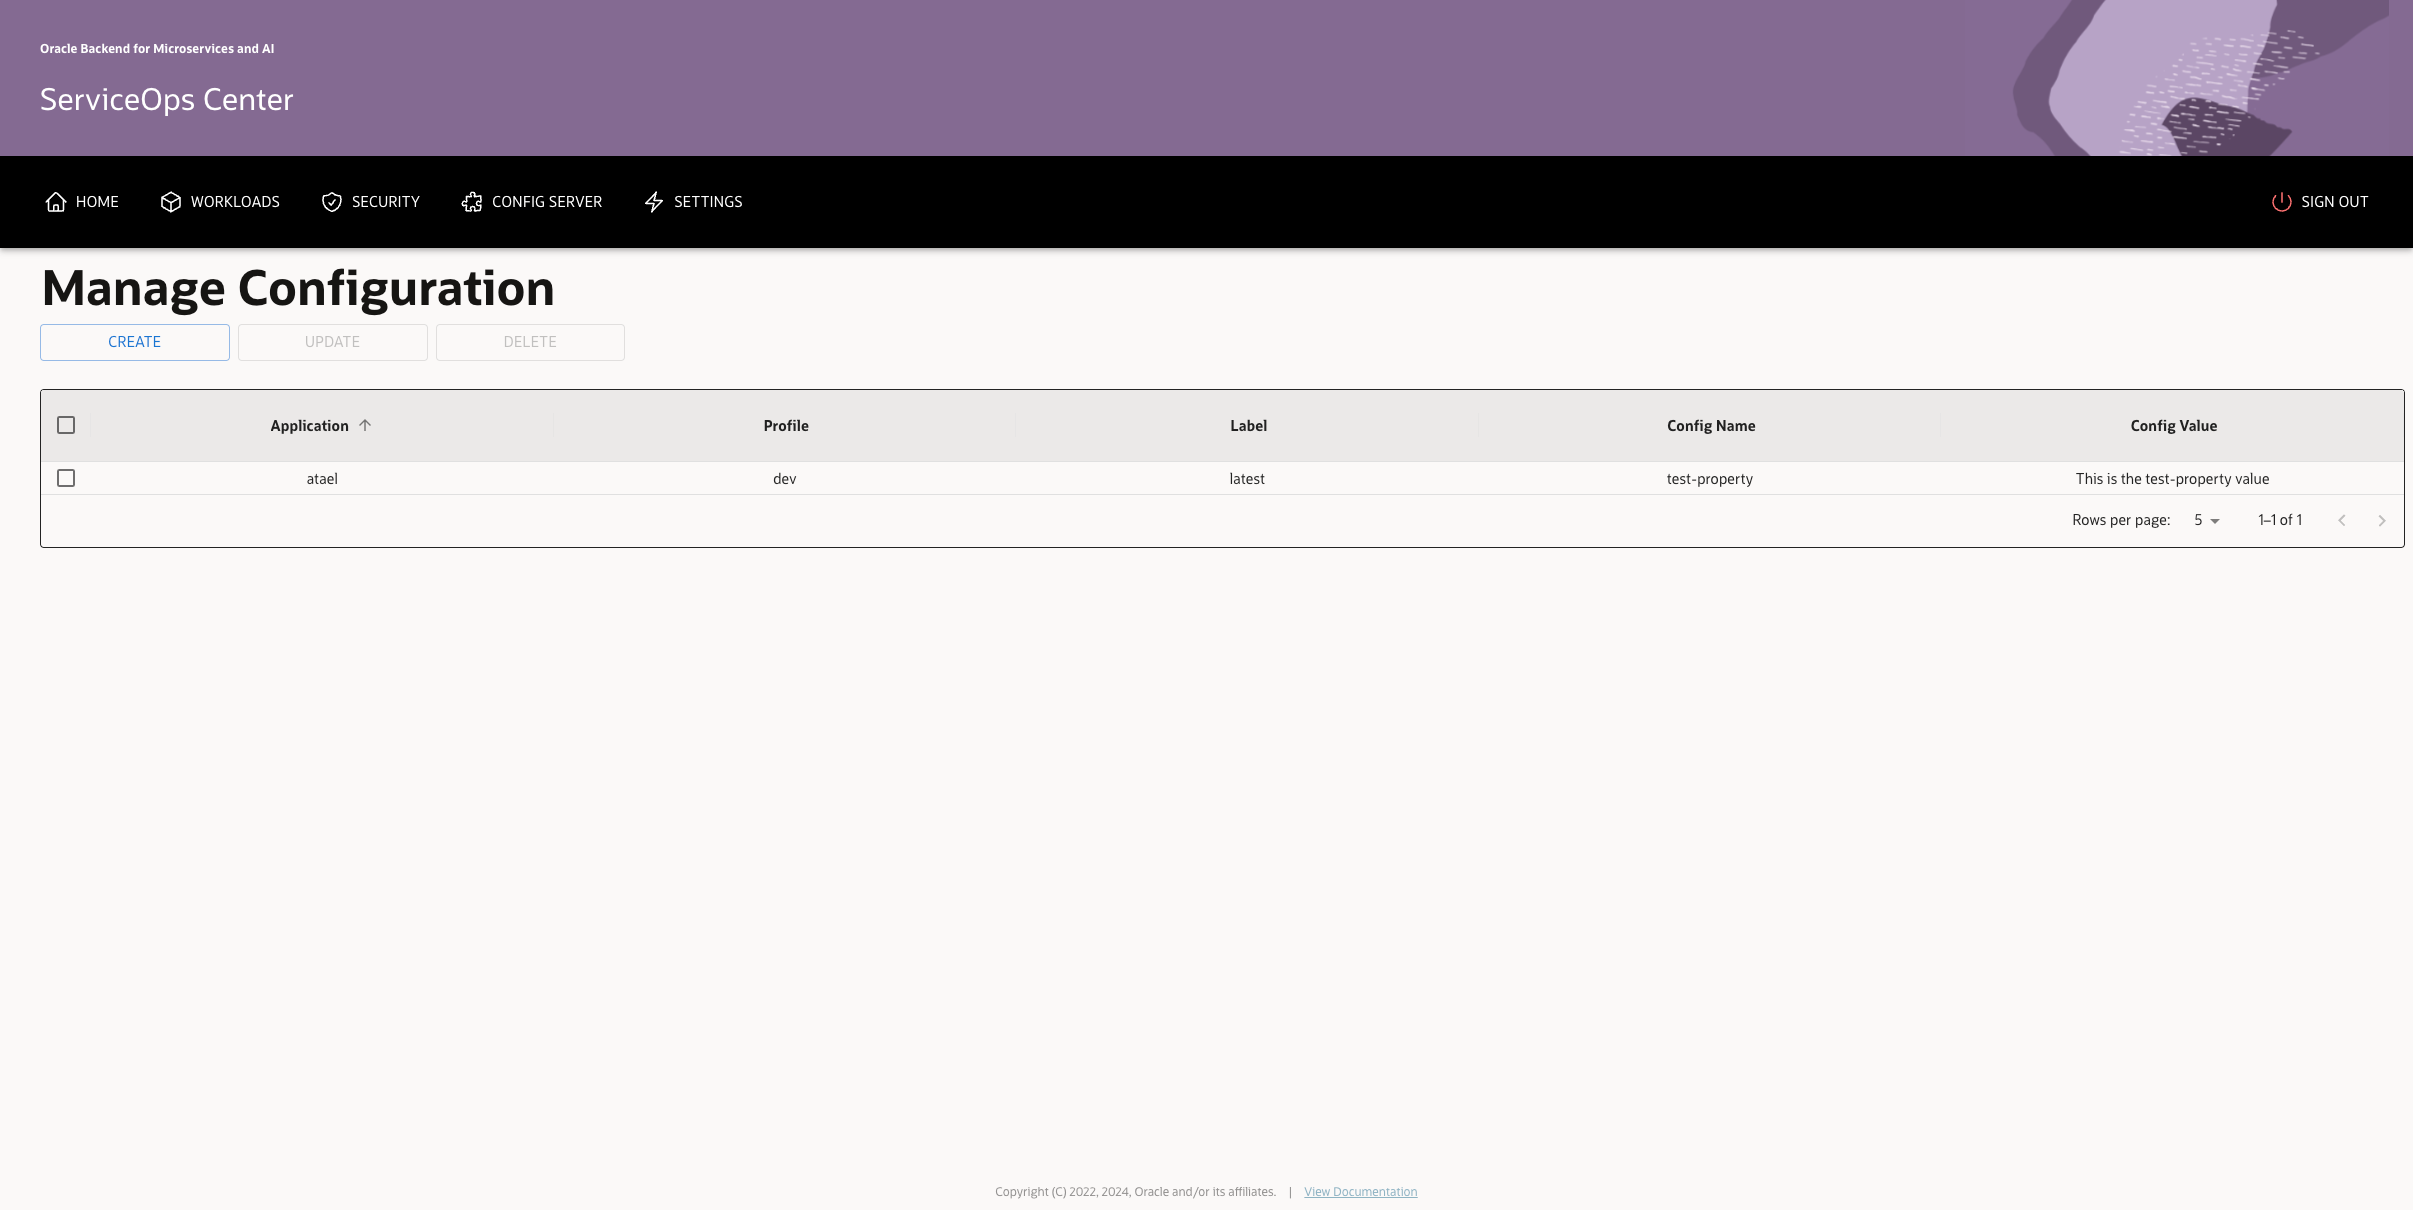 Oracle Backend for Microservices and AI
ServiceOps Center
HOME WORKLOADS SECURITY CONFIG SERVER SETTINGS SIGN OUT
Manage Configuration
CREATE UPDATE DELETE
Application Profile Label Config Name Config Value
atael dev latest test-property This is the test-property value
Rows per page: 5 1–1 of 1
Copyright (C) 2022, 2024, Oracle and/or its affiliates. | View Documentation